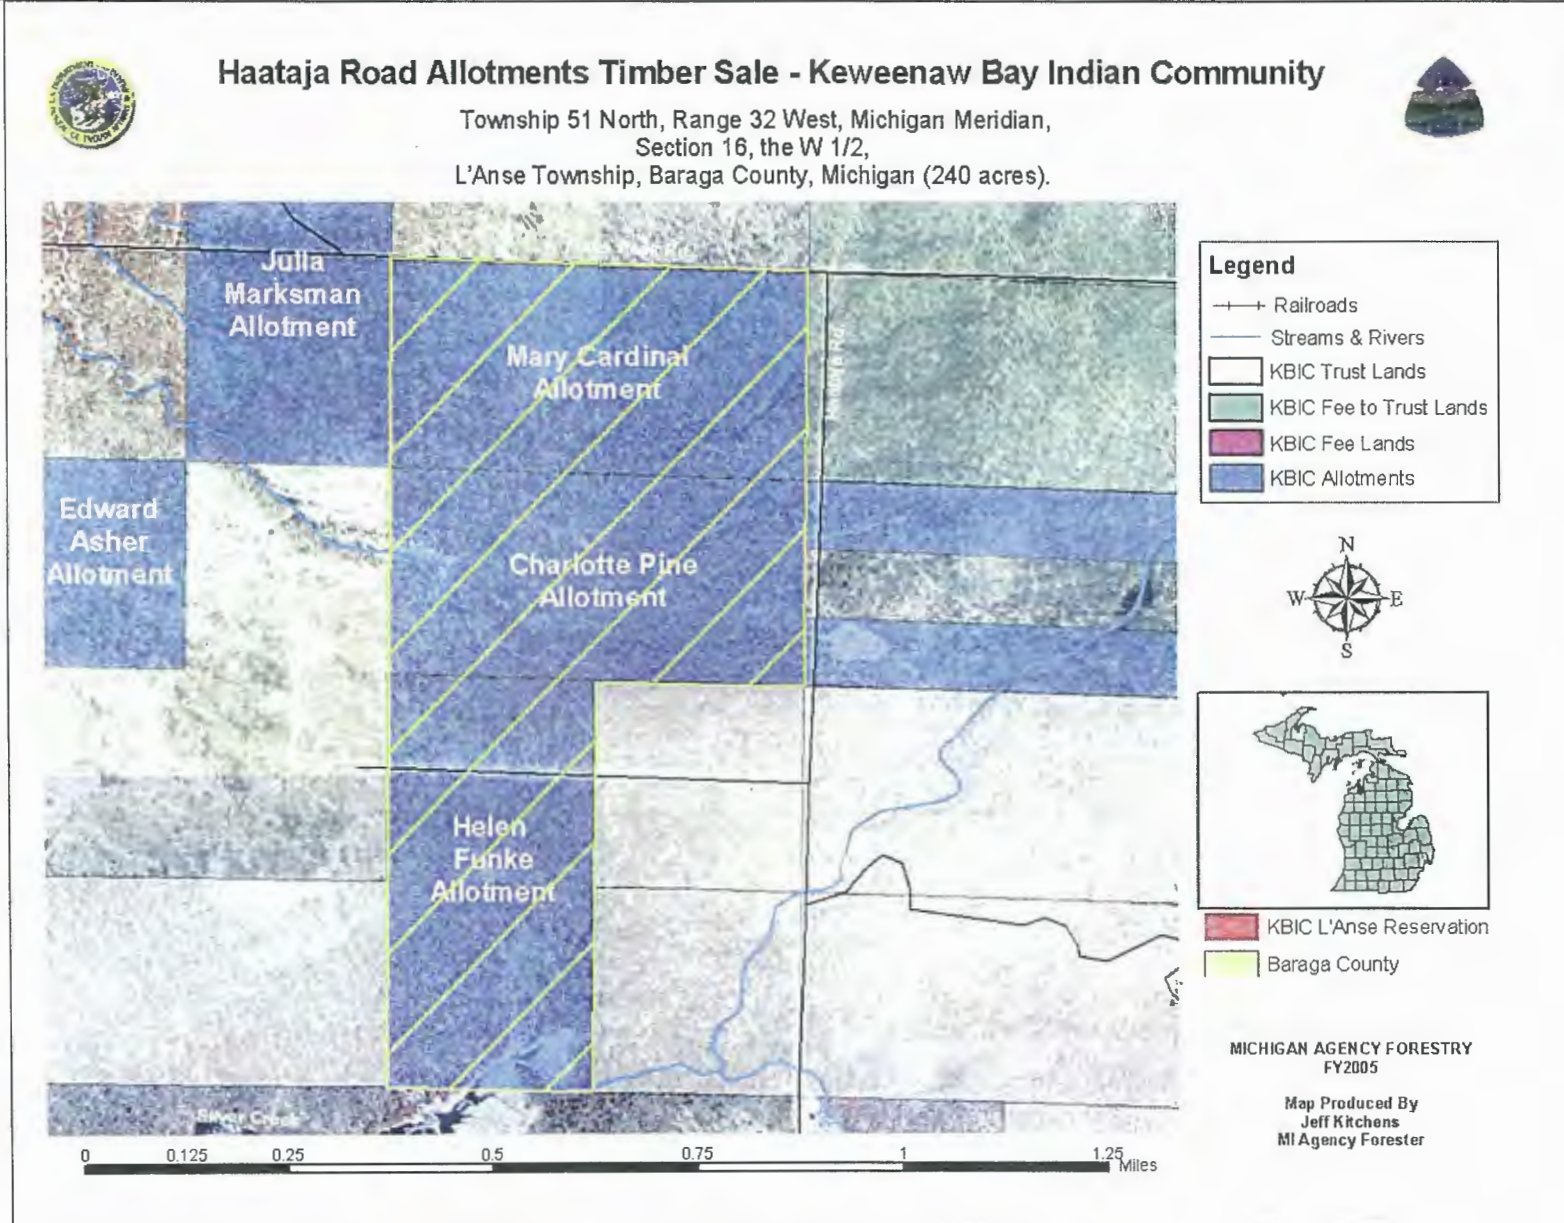 Haataja Road Allotments Timber Sale - Keweenaw Bay Indian Community
Township 51 North, Range 32 West, Michigan Meridian,
Section 16, the W 1/2,
L'Anse Township, Baraga County, Michigan (240 acres).
Julia
Marksman
Allotment
Mary Cardinal
Allotment
Edward
Asher
Allotment
Charlotte Pine
Allotment
Helen
Funke
Allotment
Silver Creek
Haataja Rd.
Legend
Railroads
Streams & Rivers
KBIC Trust Lands
KBIC Fee to Trust Lands
KBIC Fee Lands
KBIC Allotments
N
W
E
S
KBIC L'Anse Reservation
Baraga County
MICHIGAN AGENCY FORESTRY
FY2005
Map Produced By
Jeff Kitchens
MI Agency Forester
0 0.125 0.25 0.5 0.75 1 1.25
Miles